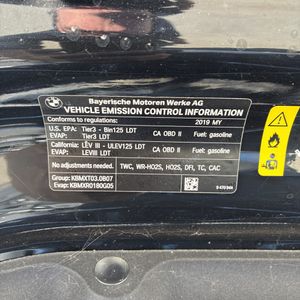 BMW
Bayerische Motoren Werke AG
VEHICLE EMISSION CONTROL INFORMATION
Conforms to regulations: 2019 MY
U.S. EPA: Tier3 - Bin125 LDT CA OBD II Fuel: gasoline
EVAP: Tier3 LDT
California: LEV III - ULEV125 LDT CA OBD II Fuel: gasoline
Evap: LEVIII LDT
No adjustments needed. TWC, WR-HO2S, HO2S, DFI, TC, CAC
Group: KBMXT03.0B07
Evap: KBMXR0180G05